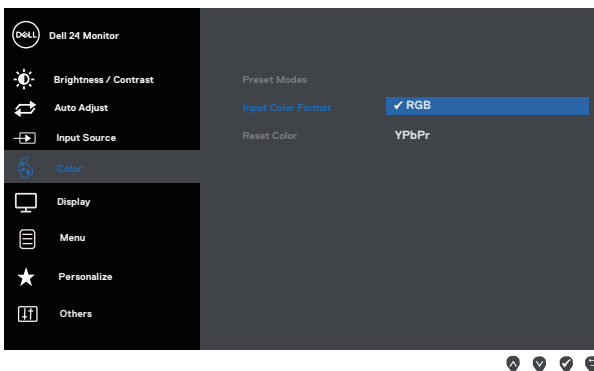 DELL Dell 24 Monitor
Brightness / Contrast
Preset Modes
Auto Adjust
Input Color Format
RGB
Input Source
Reset Color
YPbPr
Color
Display
Menu
Personalize
Others